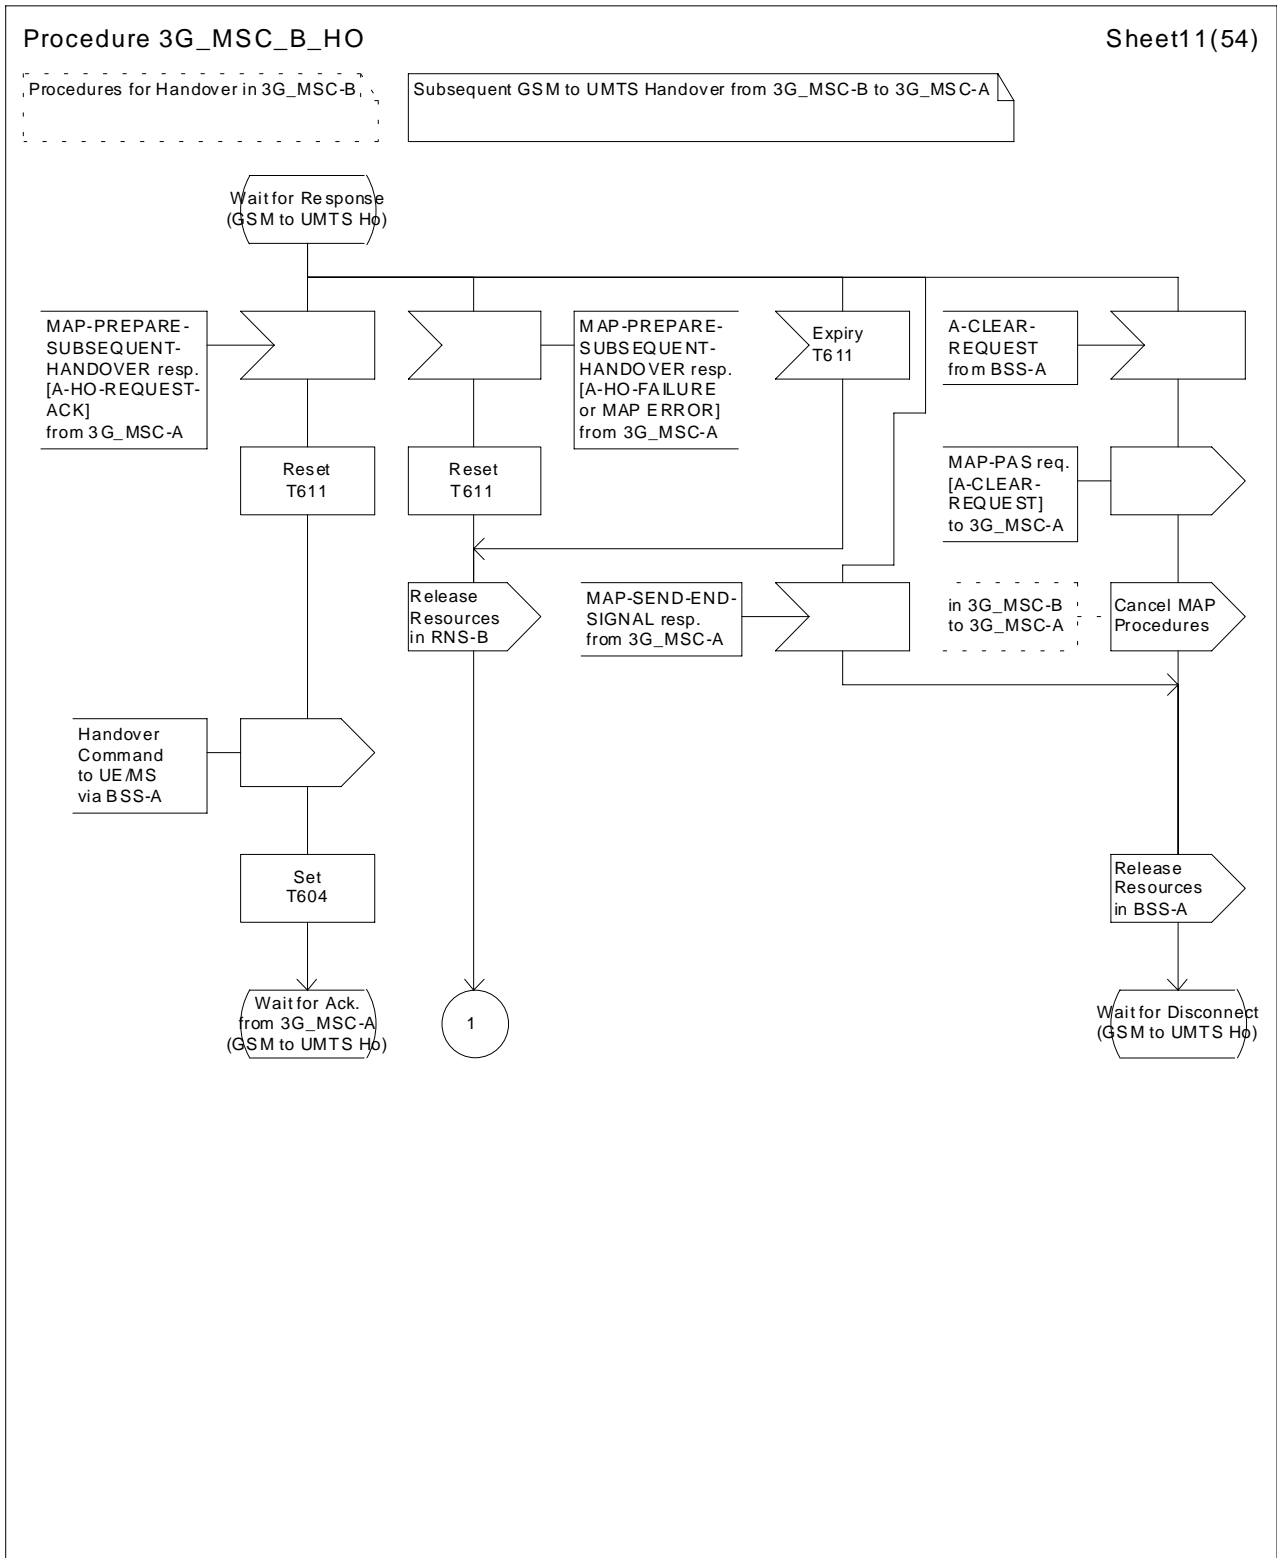 Procedure 3G_MSC_B_HO
Sheet11(54)
Procedures for Handover in 3G_MSC-B
Subsequent GSM to UMTS Handover from 3G_MSC-B to 3G_MSC-A
Wait for Response
(GSM to UMTS Ho)
MAP-PREPARE-
SUBSEQUENT-
HANDOVER resp.
[A-HO-REQUEST-
ACK]
from 3G_MSC-A
MAP-PREPARE-
SUBSEQUENT-
HANDOVER resp.
[A-HO-FAILURE
or MAP ERROR]
from 3G_MSC-A
Expiry
T611
A-CLEAR-
REQUEST
from BSS-A
Reset
T611
Reset
T611
MAP-PAS req.
[A-CLEAR-
REQUEST]
to 3G_MSC-A
Release
Resources
in RNS-B
MAP-SEND-END-
SIGNAL resp.
from 3G_MSC-A
in 3G_MSC-B
to 3G_MSC-A
Cancel MAP
Procedures
Handover
Command
to UE/MS
via BSS-A
Set
T604
Release
Resources
in BSS-A
Wait for Ack.
from 3G_MSC-A
(GSM to UMTS Ho)
1
Wait for Disconnect
(GSM to UMTS Ho)